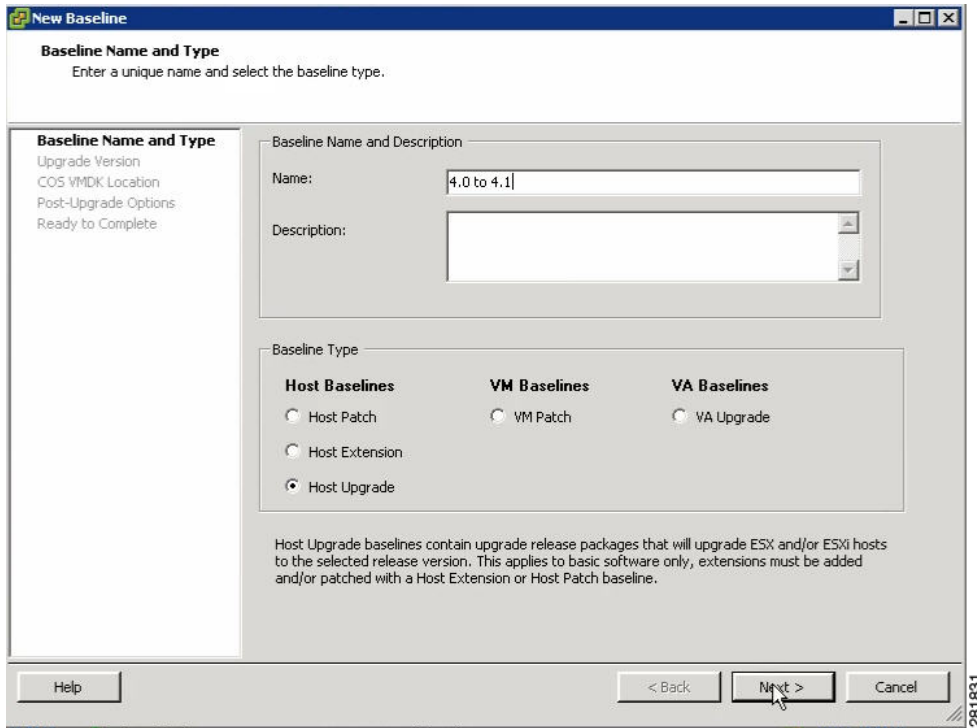 New Baseline
Baseline Name and Type
Enter a unique name and select the baseline type.
Baseline Name and Type
Upgrade Version
COS VMDK Location
Post-Upgrade Options
Ready to Complete
Baseline Name and Description
Name:
4.0 to 4.1
Description:
Baseline Type
Host Baselines
VM Baselines
VA Baselines
Host Patch
VM Patch
VA Upgrade
Host Extension
Host Upgrade
Host Upgrade baselines contain upgrade release packages that will upgrade ESX and/or ESXi hosts
to the selected release version. This applies to basic software only, extensions must be added
and/or patched with a Host Extension or Host Patch baseline.
Help
< Back
Next >
Cancel
281831